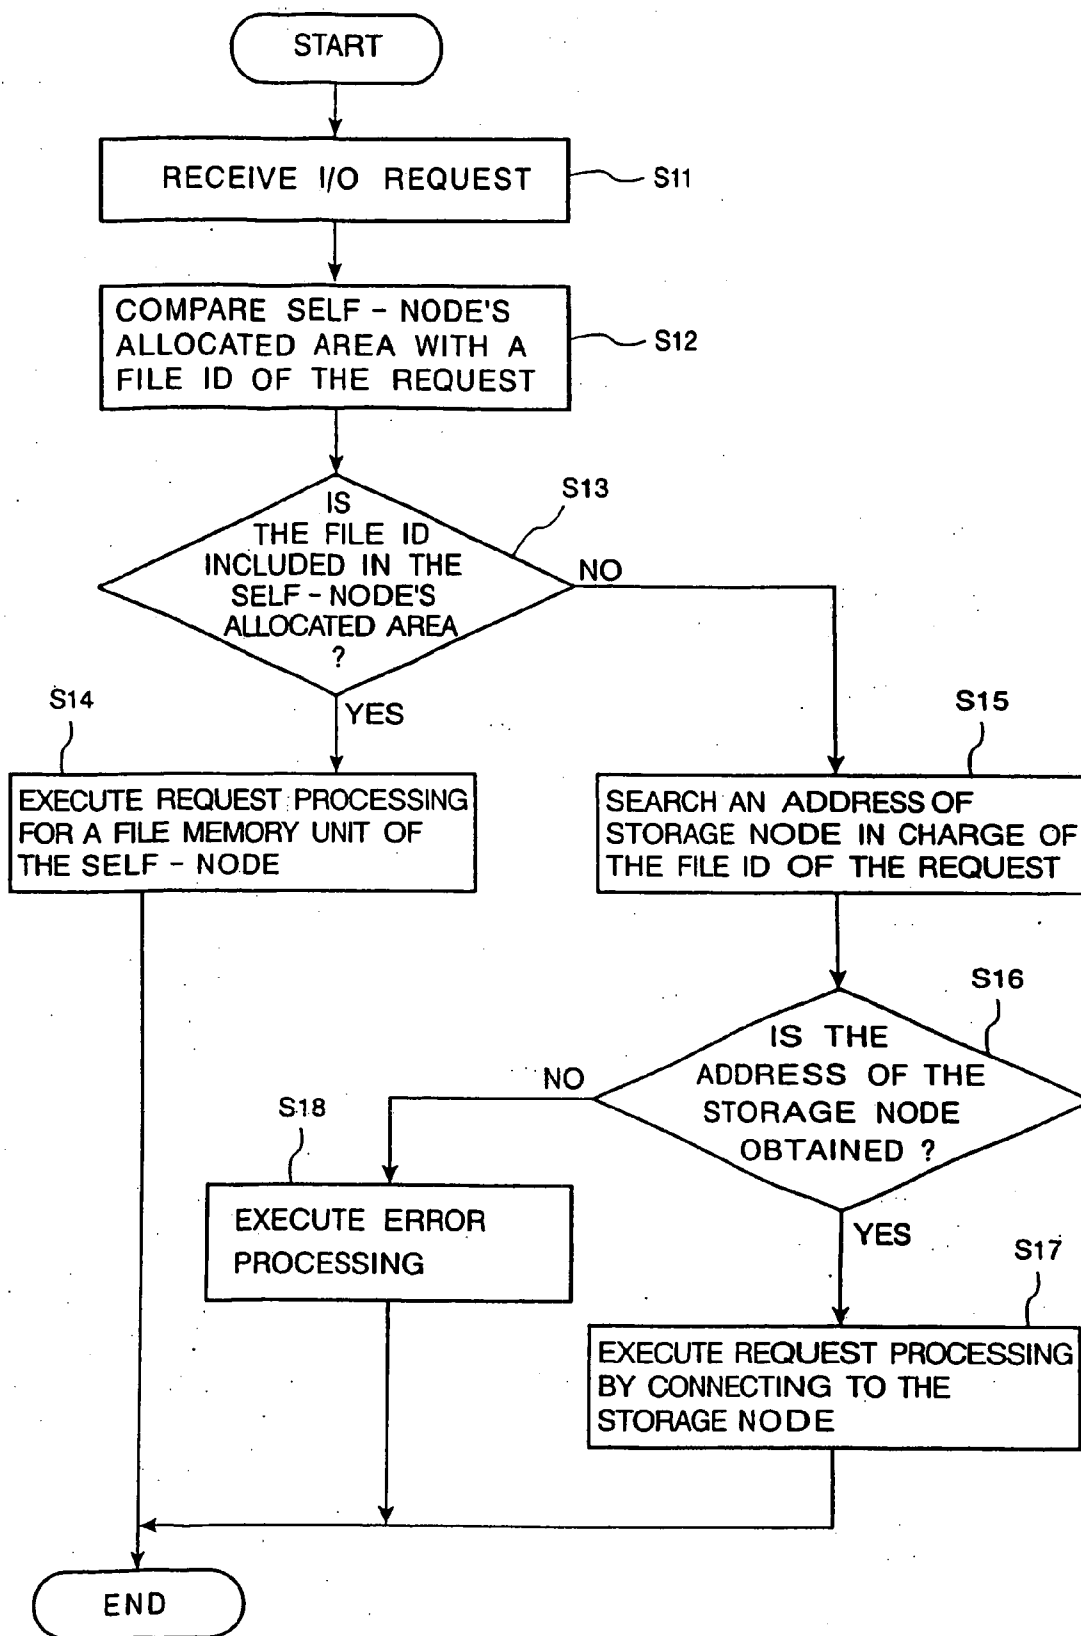 START
RECEIVE I/O REQUEST
S11
COMPARE SELF-NODE'S
ALLOCATED AREA WITH A
FILE ID OF THE REQUEST
S12
IS
THE FILE ID
INCLUDED IN THE
SELF-NODE'S
ALLOCATED AREA
?
S13
NO
YES
S14
EXECUTE REQUEST PROCESSING
FOR A FILE MEMORY UNIT OF
THE SELF-NODE
S15
SEARCH AN ADDRESS OF
STORAGE NODE IN CHARGE OF
THE FILE ID OF THE REQUEST
S16
IS THE
ADDRESS OF THE
STORAGE NODE
OBTAINED ?
NO
YES
S18
EXECUTE ERROR
PROCESSING
S17
EXECUTE REQUEST PROCESSING
BY CONNECTING TO THE
STORAGE NODE
END